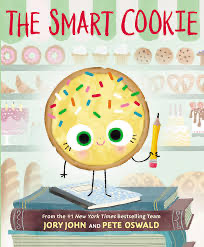 THE SMART COOKIE
From the #1 New York Times Bestselling Team
JORY JOHN AND PETE OSWALD